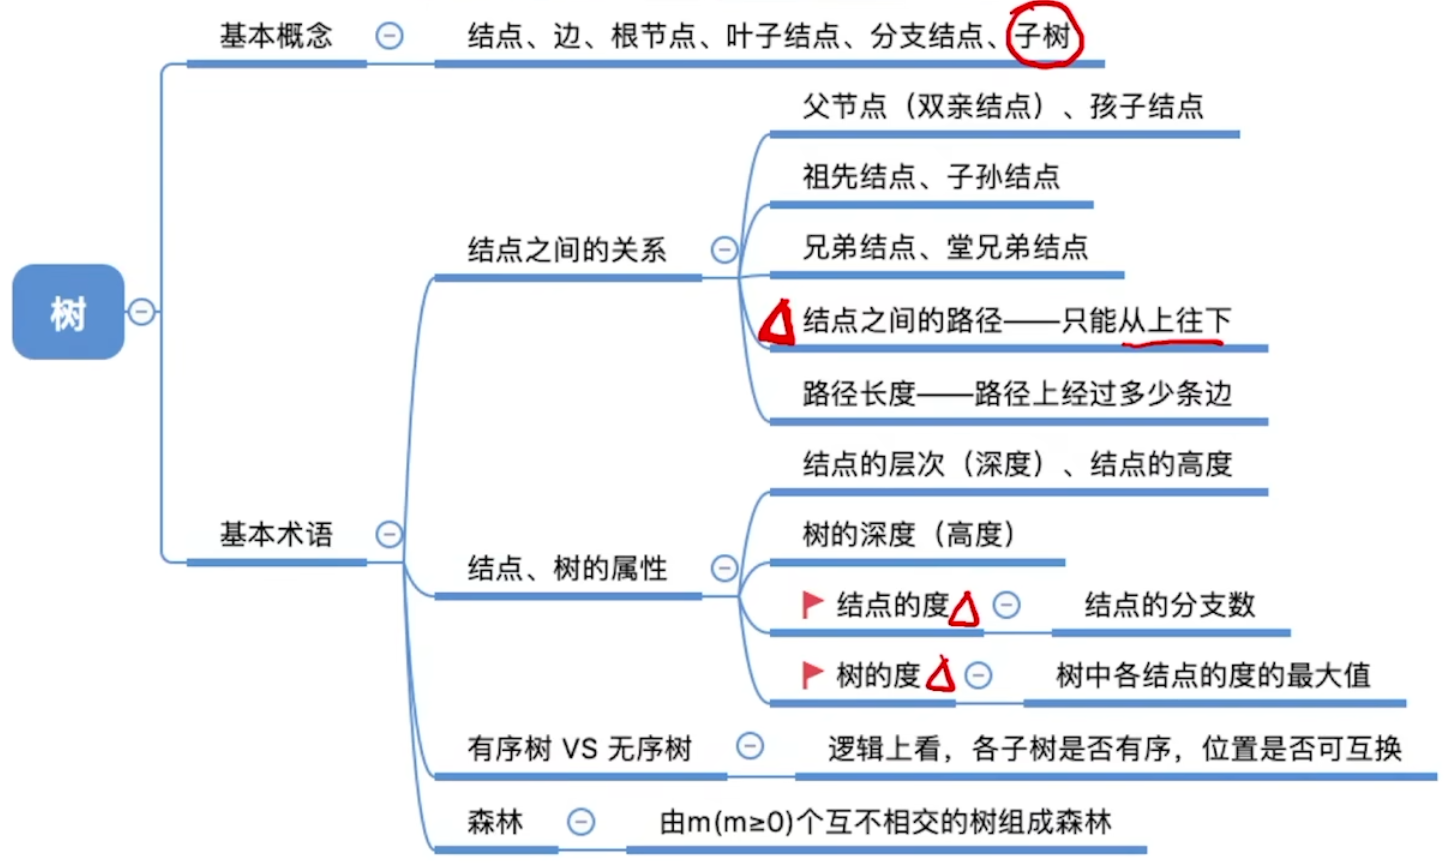 基本概念
结点、边、根节点、叶子结点、分支结点、子树
父节点（双亲结点）、孩子结点
祖先结点、子孙结点
结点之间的关系
兄弟结点、堂兄弟结点
结点之间的路径——只能从上往下
路径长度——路径上经过多少条边
树
结点的层次（深度）、结点的高度
基本术语
树的深度（高度）
结点、树的属性
结点的度
结点的分支数
树的度
树中各结点的度的最大值
有序树 VS 无序树
逻辑上看，各子树是否有序，位置是否可互换
森林
由m(m≥0)个互不相交的树组成森林